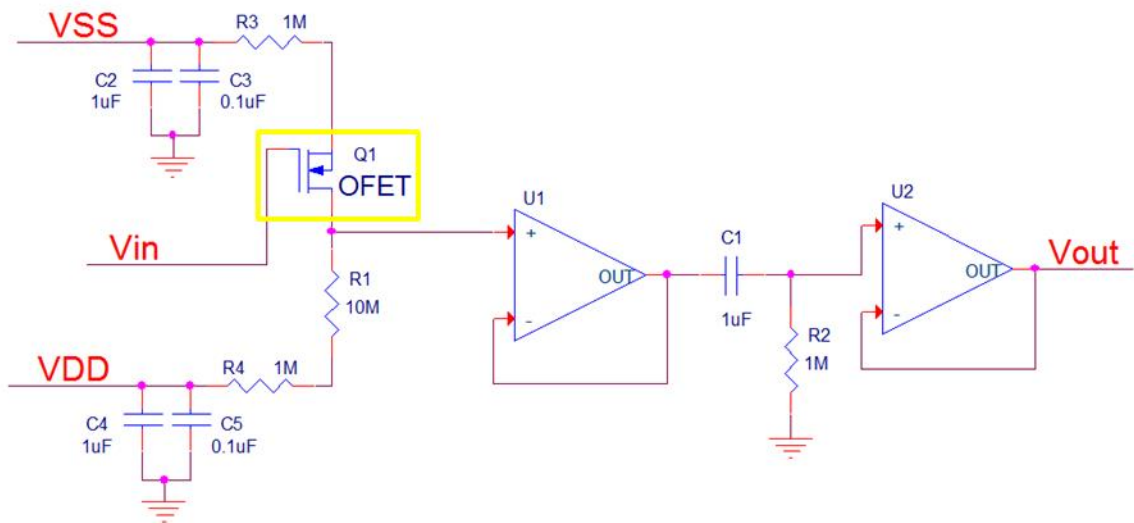 VSS
R3 1M
C2
1uF
C3
0.1uF
Q1
OFET
Vin
R1
10M
U1
+
-
OUT
C1
1uF
R2
1M
U2
+
-
OUT
Vout
VDD
R4 1M
C4
1uF
C5
0.1uF